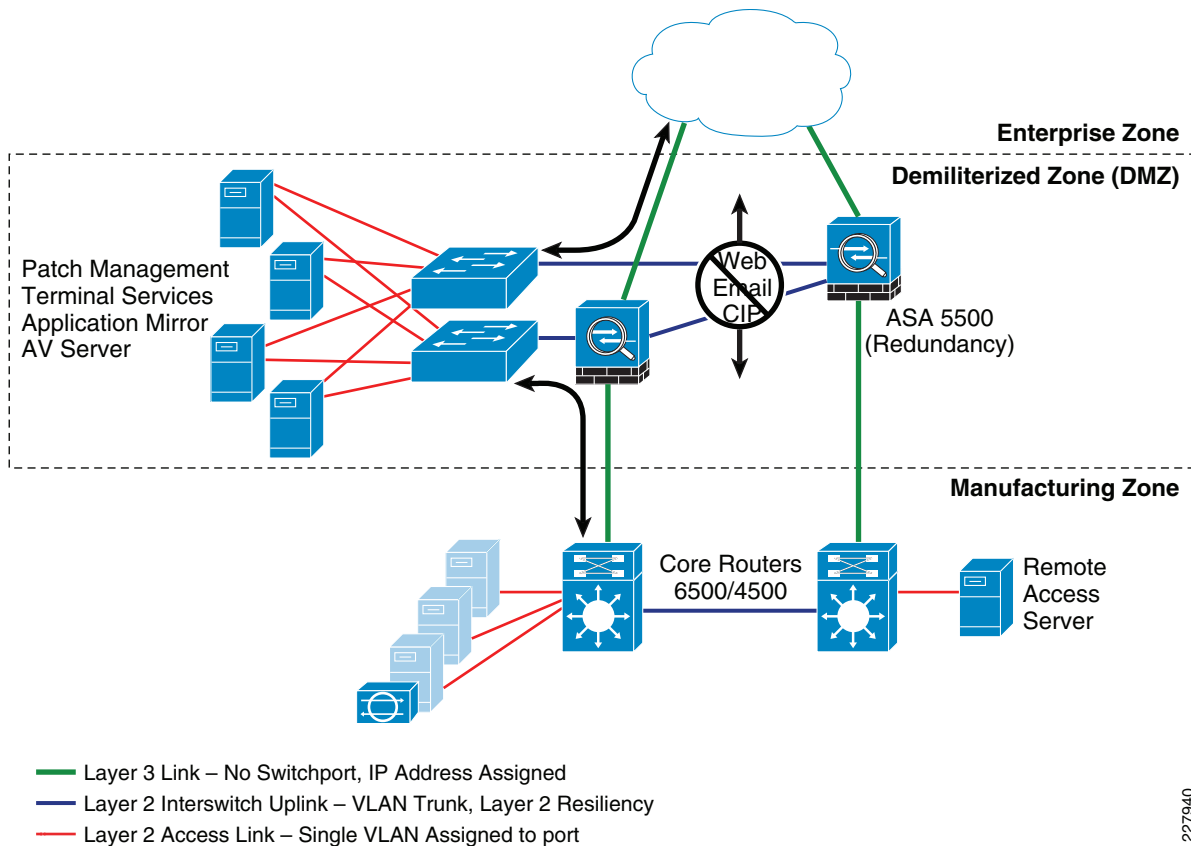 Enterprise Zone
Demiliterized Zone (DMZ)
Patch Management
Terminal Services
Application Mirror
AV Server
Web
Email
CIP
ASA 5500
(Redundancy)
Manufacturing Zone
Core Routers
6500/4500
Remote
Access
Server
Layer 3 Link – No Switchport, IP Address Assigned
Layer 2 Interswitch Uplink – VLAN Trunk, Layer 2 Resiliency
Layer 2 Access Link – Single VLAN Assigned to port
227940